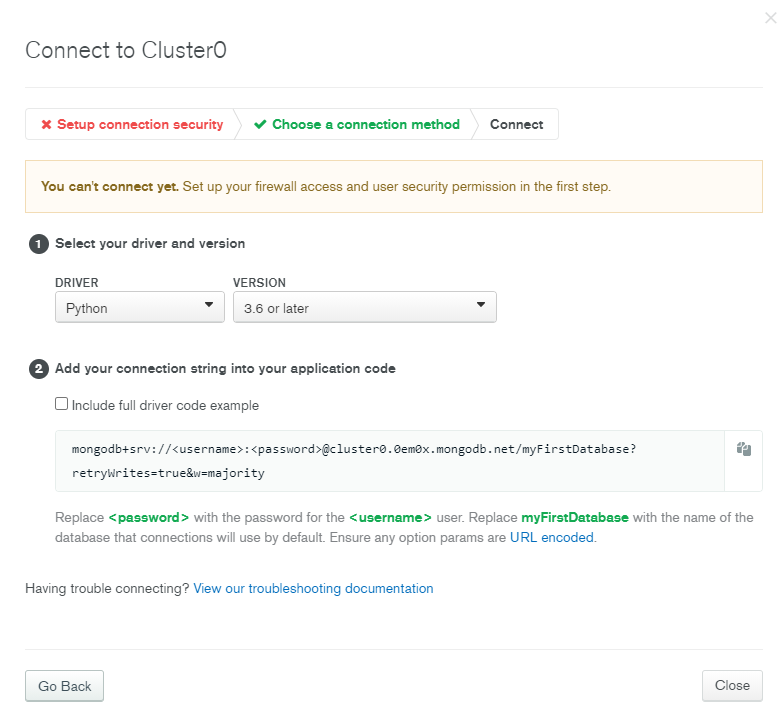 Connect to Cluster0
Setup connection security
Choose a connection method
Connect
You can't connect yet. Set up your firewall access and user security permission in the first step.
1 Select your driver and version
DRIVER VERSION
Python 3.6 or later
2 Add your connection string into your application code
Include full driver code example
mongodb+srv://<username>:<password>@cluster0.0em0x.mongodb.net/myFirstDatabase?
retryWrites=true&w=majority
Replace <password> with the password for the <username> user. Replace myFirstDatabase with the name of the
database that connections will use by default. Ensure any option params are URL encoded.
Having trouble connecting? View our troubleshooting documentation
Go Back Close